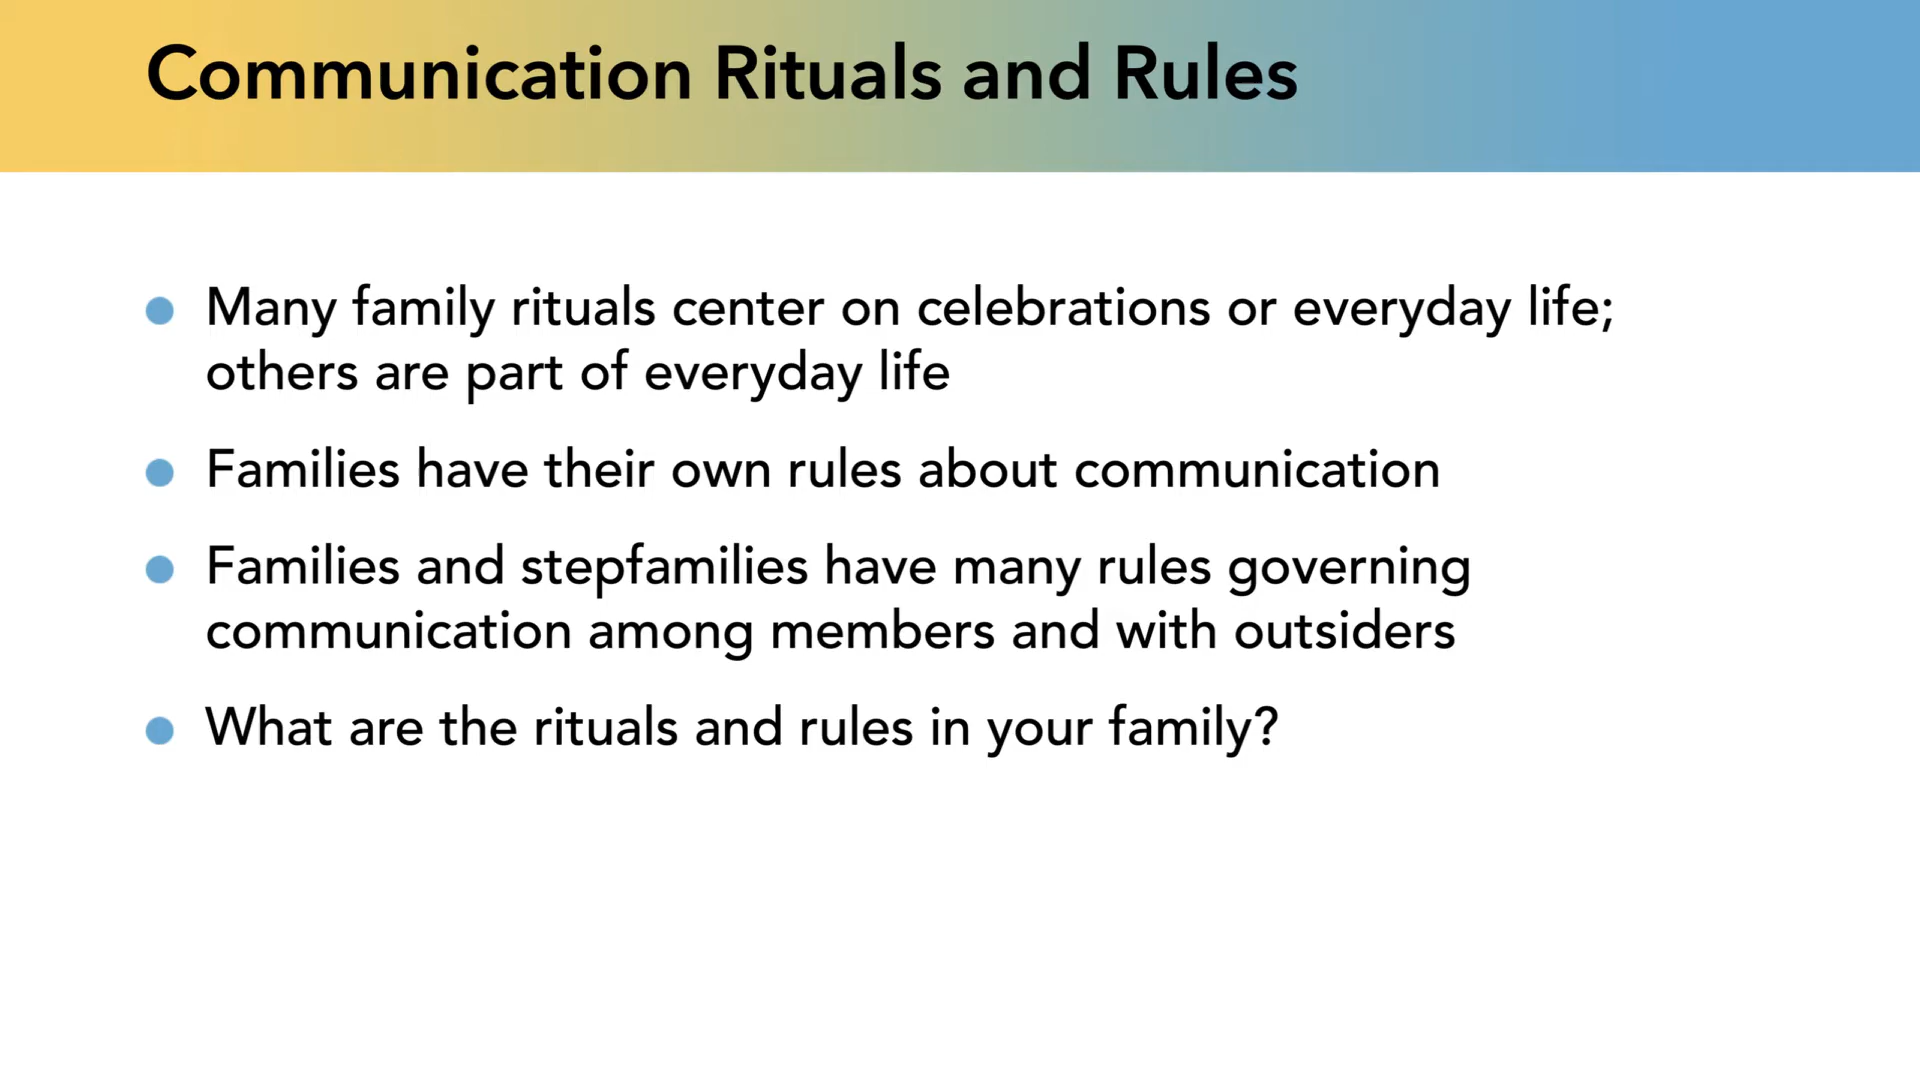 Communication Rituals and Rules
Many family rituals center on celebrations or everyday life;
others are part of everyday life
Families have their own rules about communication
Families and stepfamilies have many rules governing
communication among members and with outsiders
What are the rituals and rules in your family?